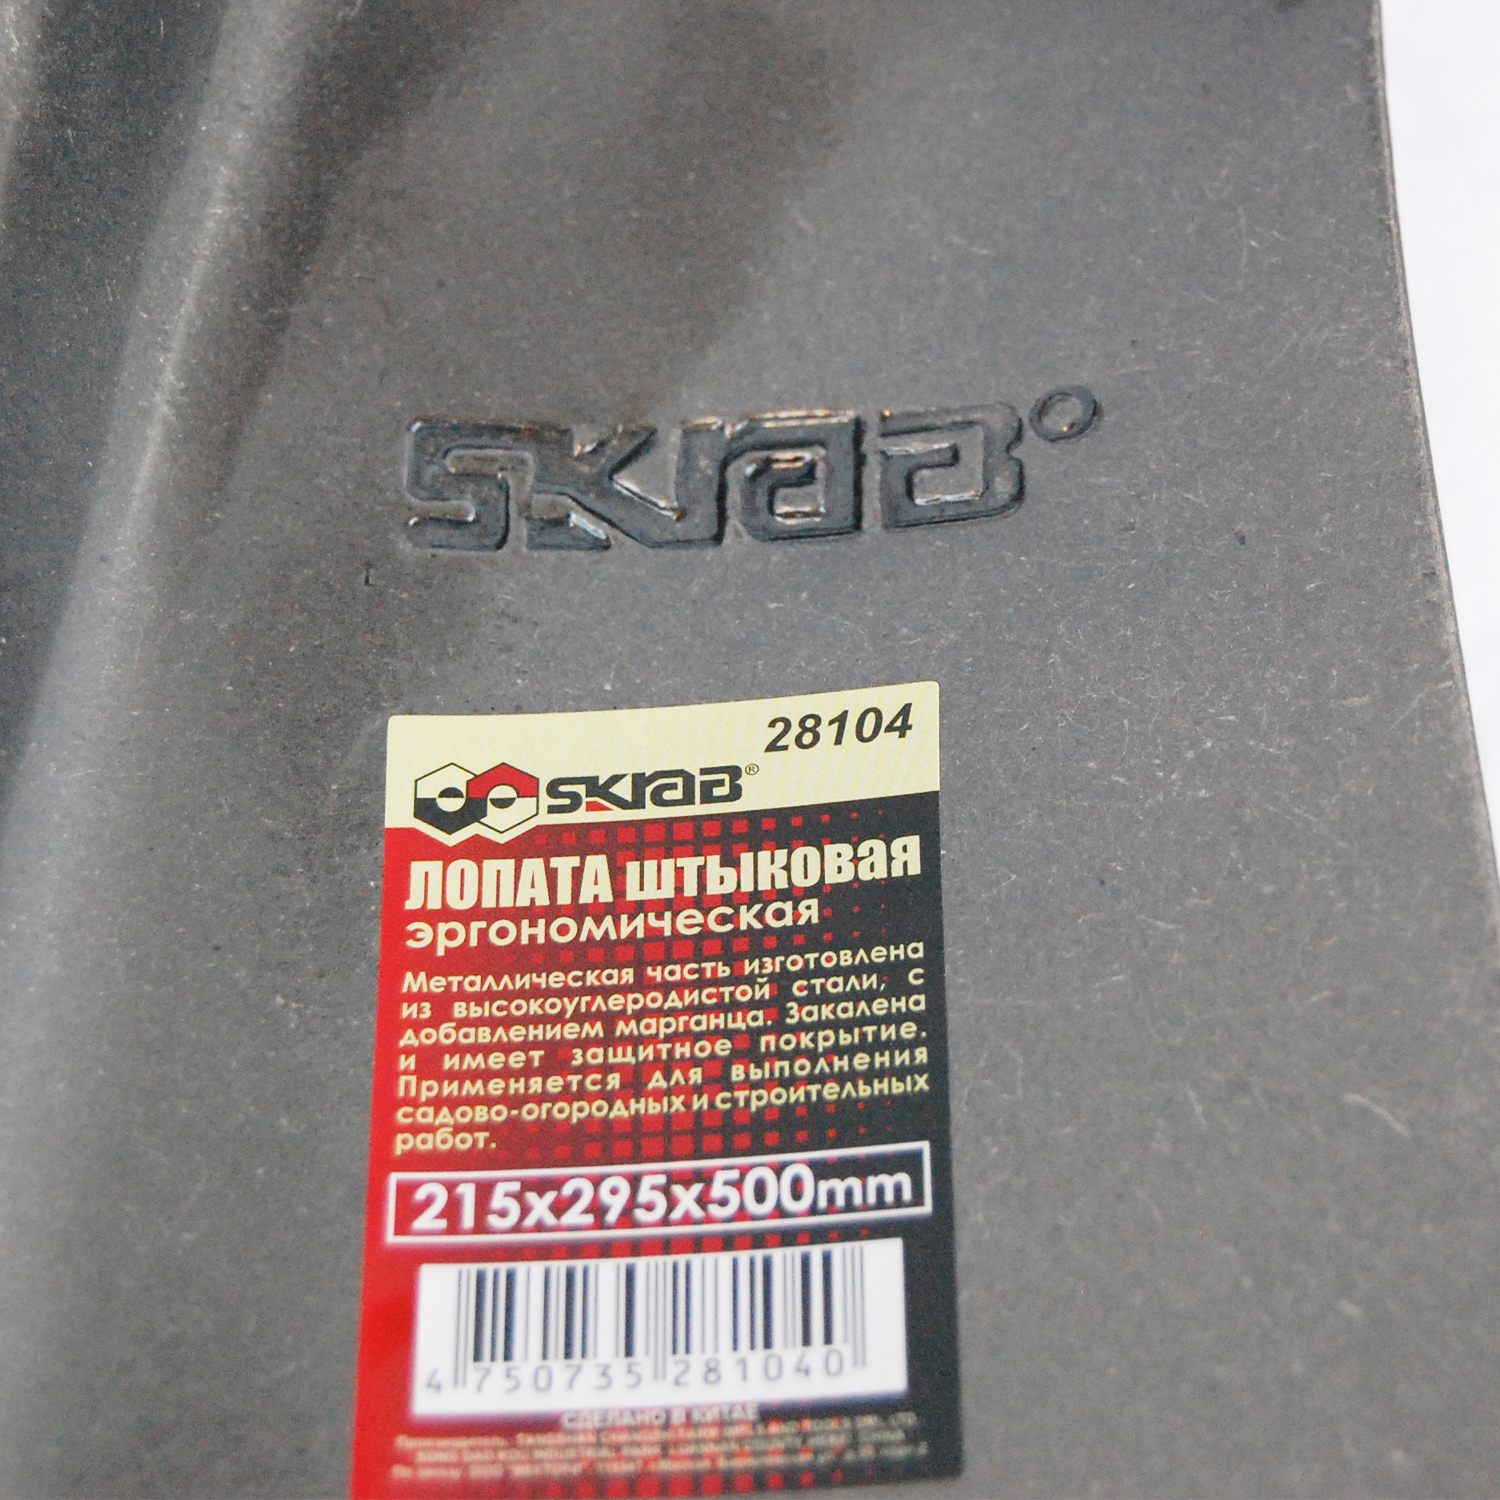 SKRAB°
28104
SKRAB®
ЛОПАТА штыковая
эргономическая
Металлическая часть изготовлена
из высокоуглеродистой стали, с
добавлением марганца. Закалена
и имеет защитное покрытие.
Применяется для выполнения
садово-огородных и строительных
работ.
215x295x500mm
4 750735 281040
СДЕЛАНО В КИТАЕ